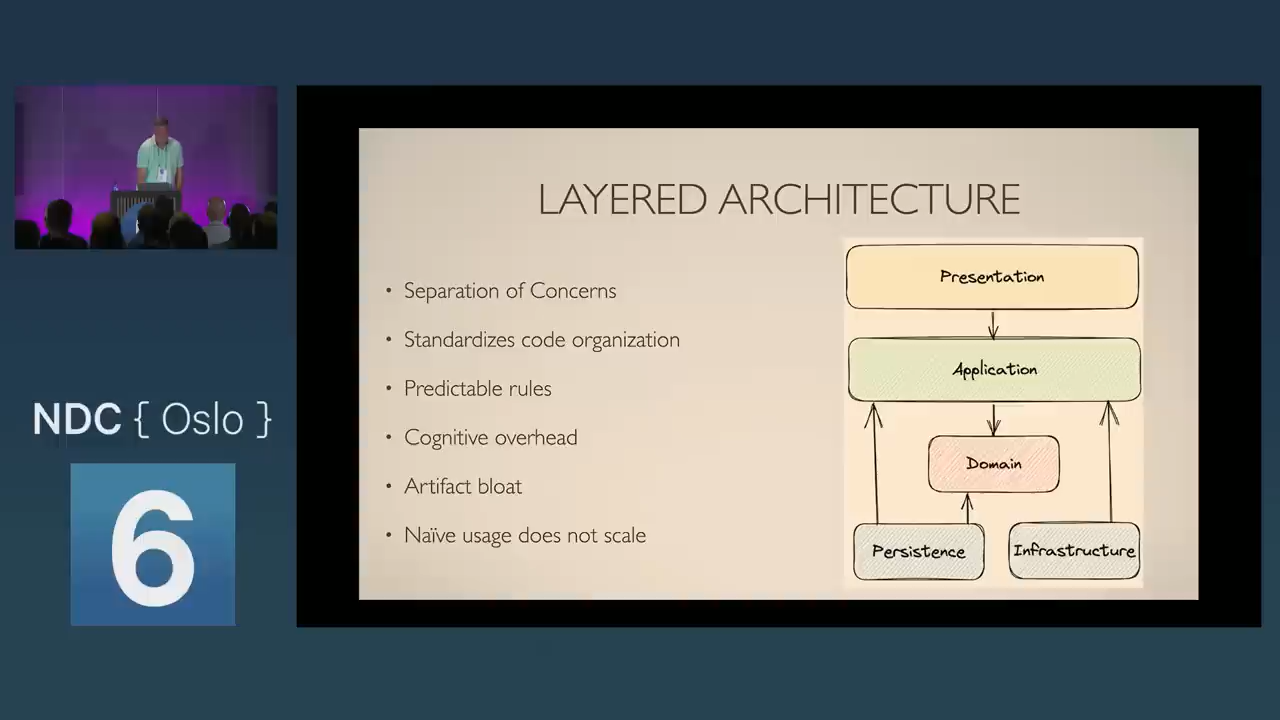 LAYERED ARCHITECTURE
• Separation of Concerns
• Standardizes code organization
• Predictable rules
• Cognitive overhead
• Artifact bloat
• Naïve usage does not scale
Presentation
Application
Domain
Persistence
Infrastructure
NDC { Oslo }
6